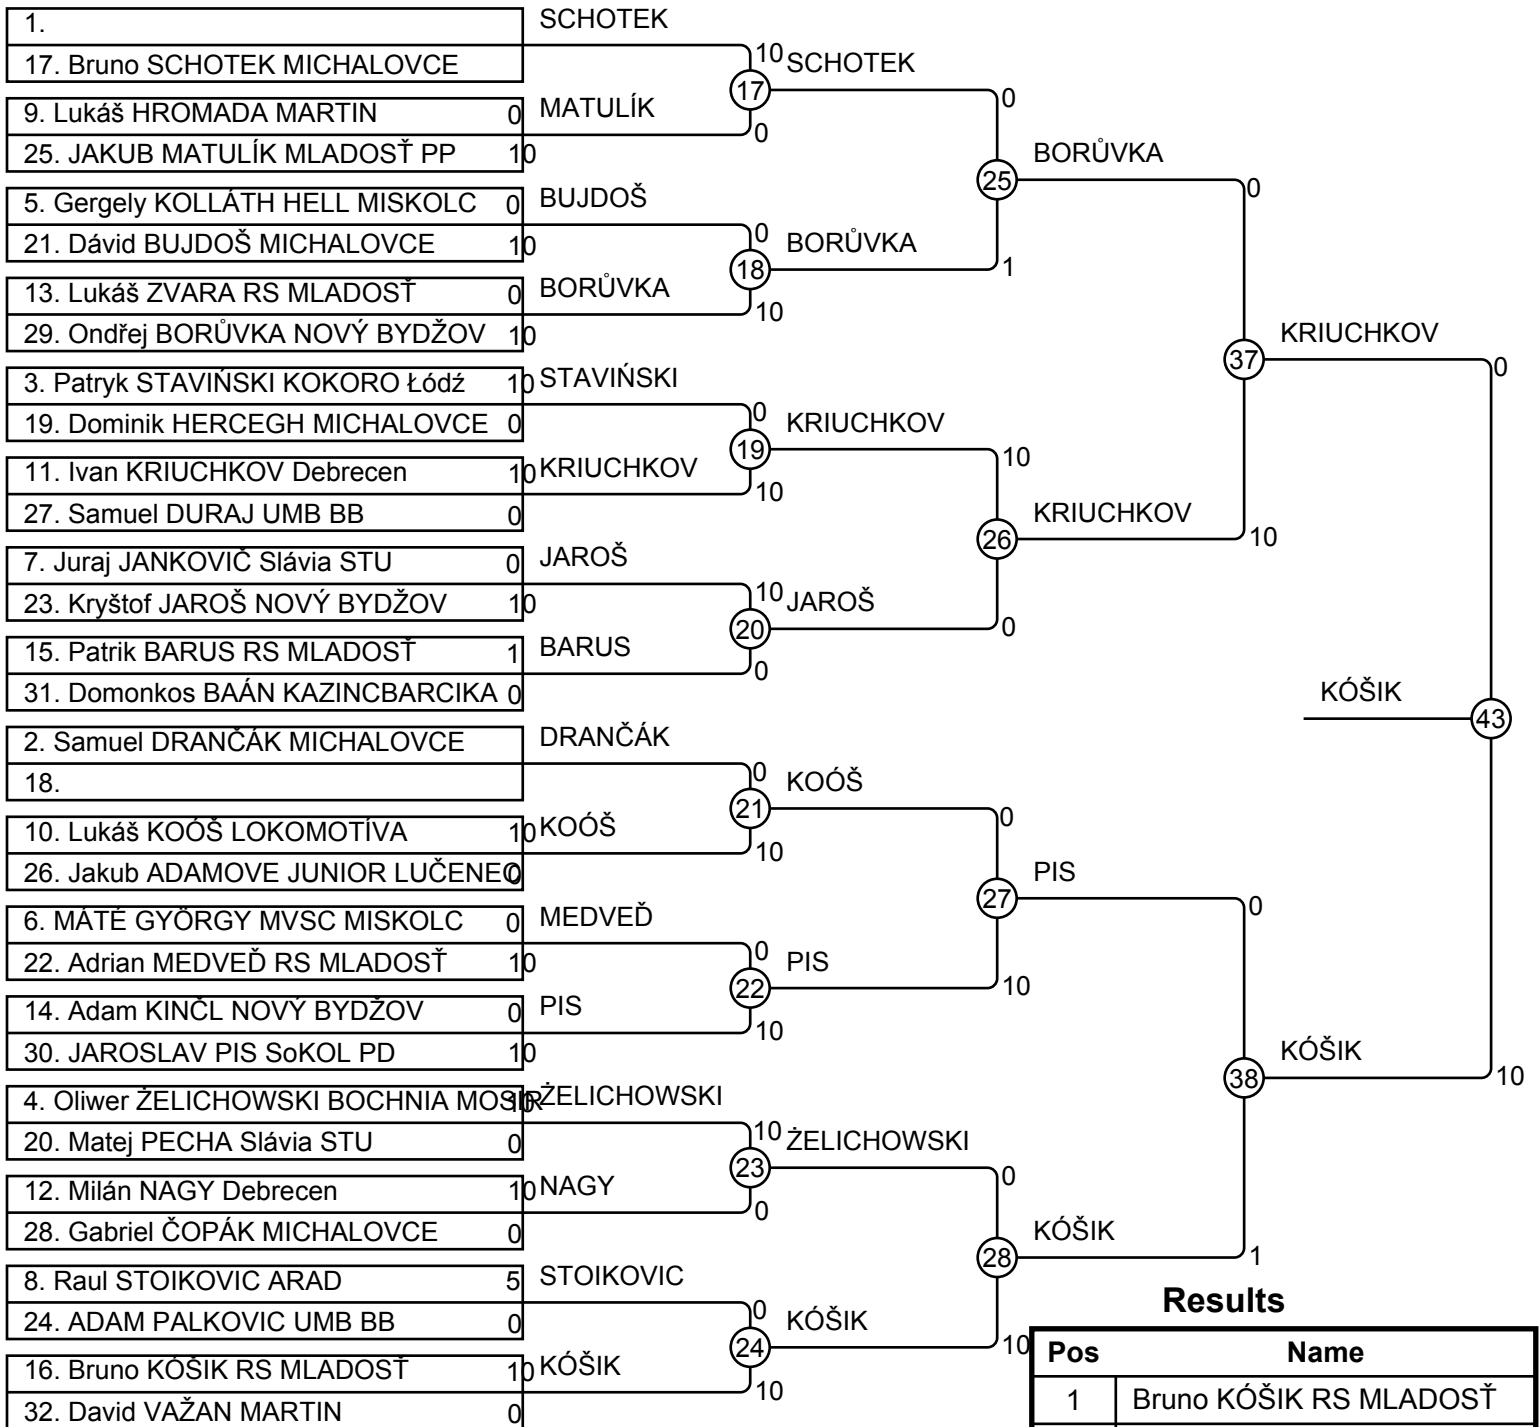 1.
17. Bruno SCHOTEK MICHALOVCE
9. Lukáš HROMADA MARTIN 0
25. JAKUB MATULÍK MLADOSŤ PP 10
5. Gergely KOLLÁTH HELL MISKOLC 0
21. Dávid BUJDOŠ MICHALOVCE 10
13. Lukáš ZVARA RS MLADOSŤ 0
29. Ondřej BORŮVKA NOVÝ BYDŽOV 10
3. Patryk STAVIŃSKI KOKORO Łódź 10
19. Dominik HERCEGH MICHALOVCE 0
11. Ivan KRIUCHKOV Debrecen 10
27. Samuel DURAJ UMB BB 0
7. Juraj JANKOVIČ Slávia STU 0
23. Kryštof JAROŠ NOVÝ BYDŽOV 10
15. Patrik BARUS RS MLADOSŤ 1
31. Domonkos BAÁN KAZINCBARCIKA 0
2. Samuel DRANČÁK MICHALOVCE
18.
10. Lukáš KOÓŠ LOKOMOTÍVA 10
26. Jakub ADAMOVE JUNIOR LUČENEC 0
6. MÁTÉ GYÖRGY MVSC MISKOLC 0
22. Adrian MEDVEĎ RS MLADOSŤ 10
14. Adam KINČL NOVÝ BYDŽOV 0
30. JAROSLAV PIS SoKOL PD 10
4. Oliwer ŻELICHOWSKI BOCHNIA MOSIR 10
20. Matej PECHA Slávia STU 0
12. Milán NAGY Debrecen 10
28. Gabriel ČOPÁK MICHALOVCE 0
8. Raul STOIKOVIC ARAD 5
24. ADAM PALKOVIC UMB BB 0
16. Bruno KÓŠIK RS MLADOSŤ 10
32. David VAŽAN MARTIN 0
SCHOTEK
10
17
MATULÍK
0
BUJDOŠ
0
18
BORŮVKA
10
STAVIŃSKI
0
19
KRIUCHKOV
10
JAROŠ
10
20
BARUS
0
DRANČÁK
0
21
KOÓŠ
10
MEDVEĎ
0
22
PIS
10
ŻELICHOWSKI
10
23
NAGY
0
STOIKOVIC
0
24
KÓŠIK
10
SCHOTEK
0
25
BORŮVKA
1
KRIUCHKOV
10
26
JAROŠ
0
KOÓŠ
0
27
PIS
10
ŻELICHOWSKI
0
28
KÓŠIK
10
BORŮVKA
0
37
KRIUCHKOV
10
PIS
0
38
KÓŠIK
1
KRIUCHKOV
0
KÓŠIK
43
KÓŠIK
10
Results
Pos Name
1 Bruno KÓŠIK RS MLADOSŤ